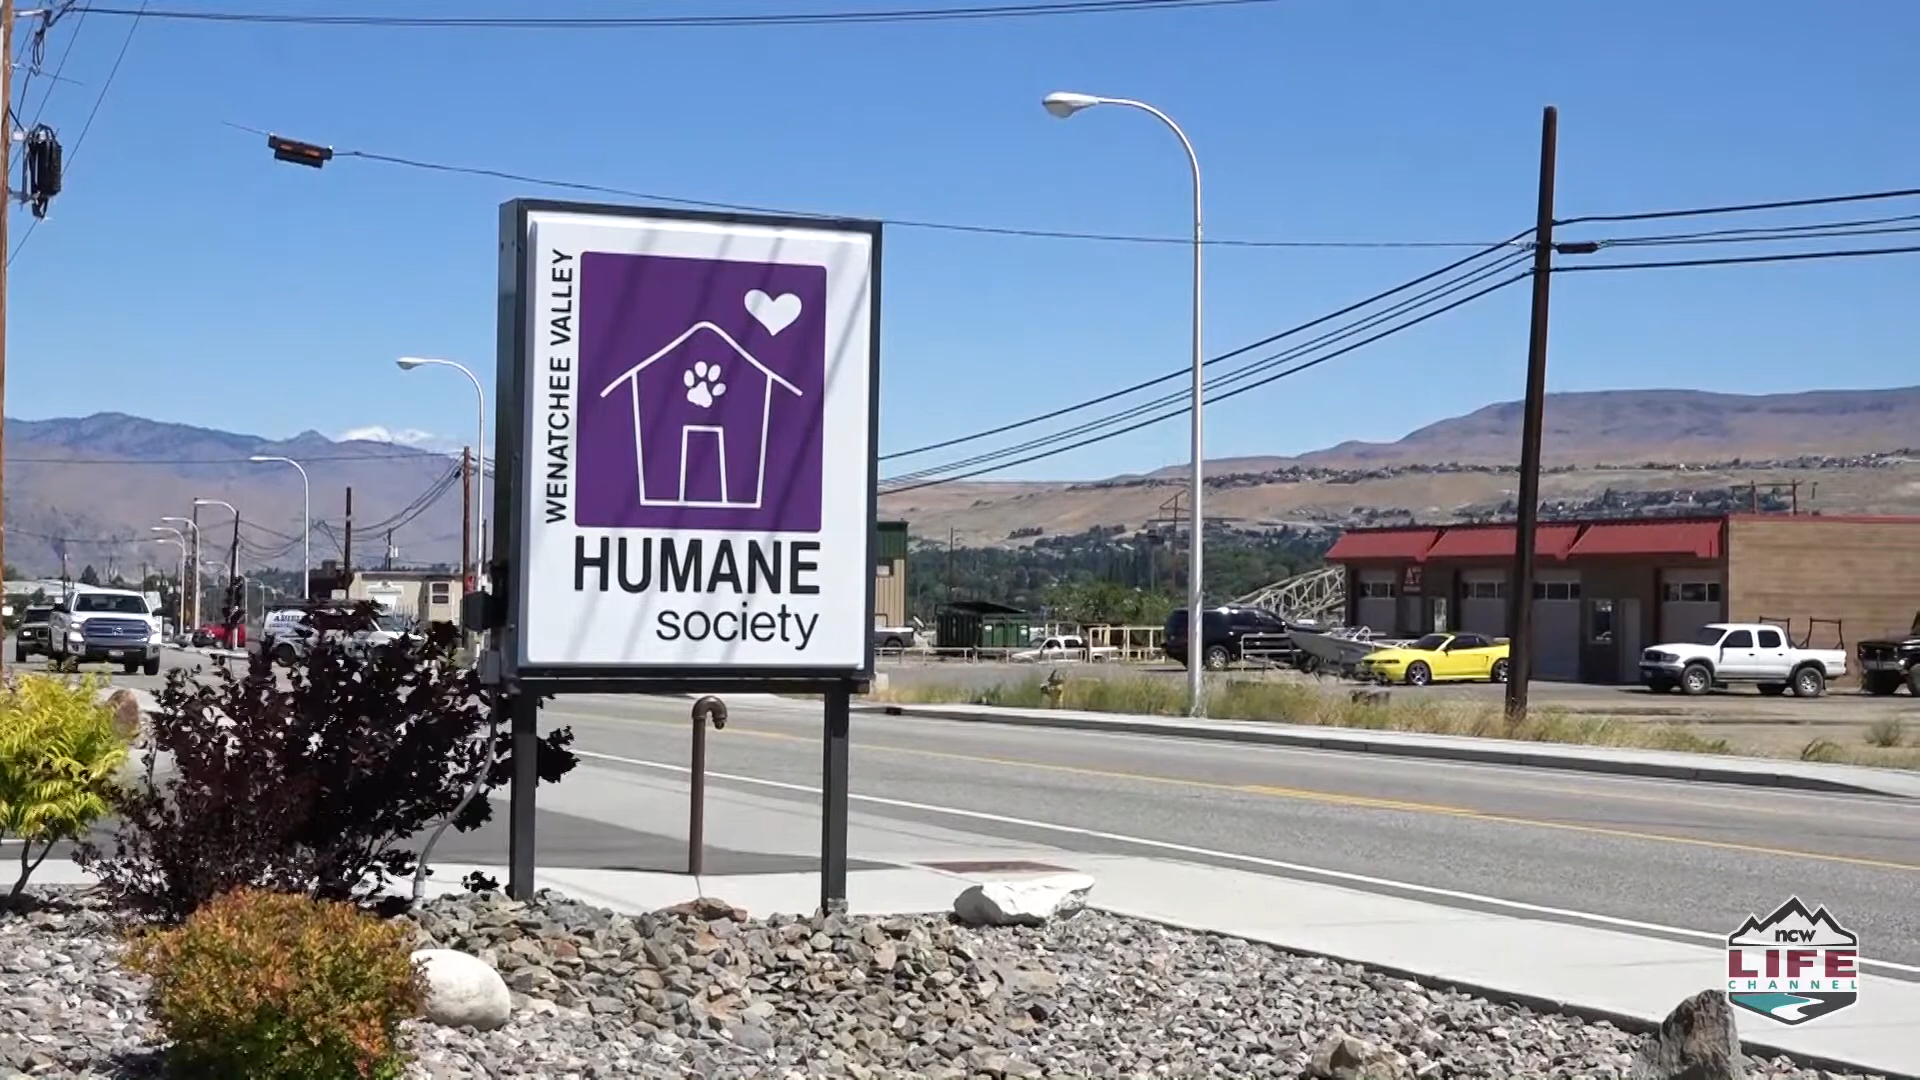 WENATCHEE VALLEY
HUMANE
society
ncw
LIFE
CHANNEL